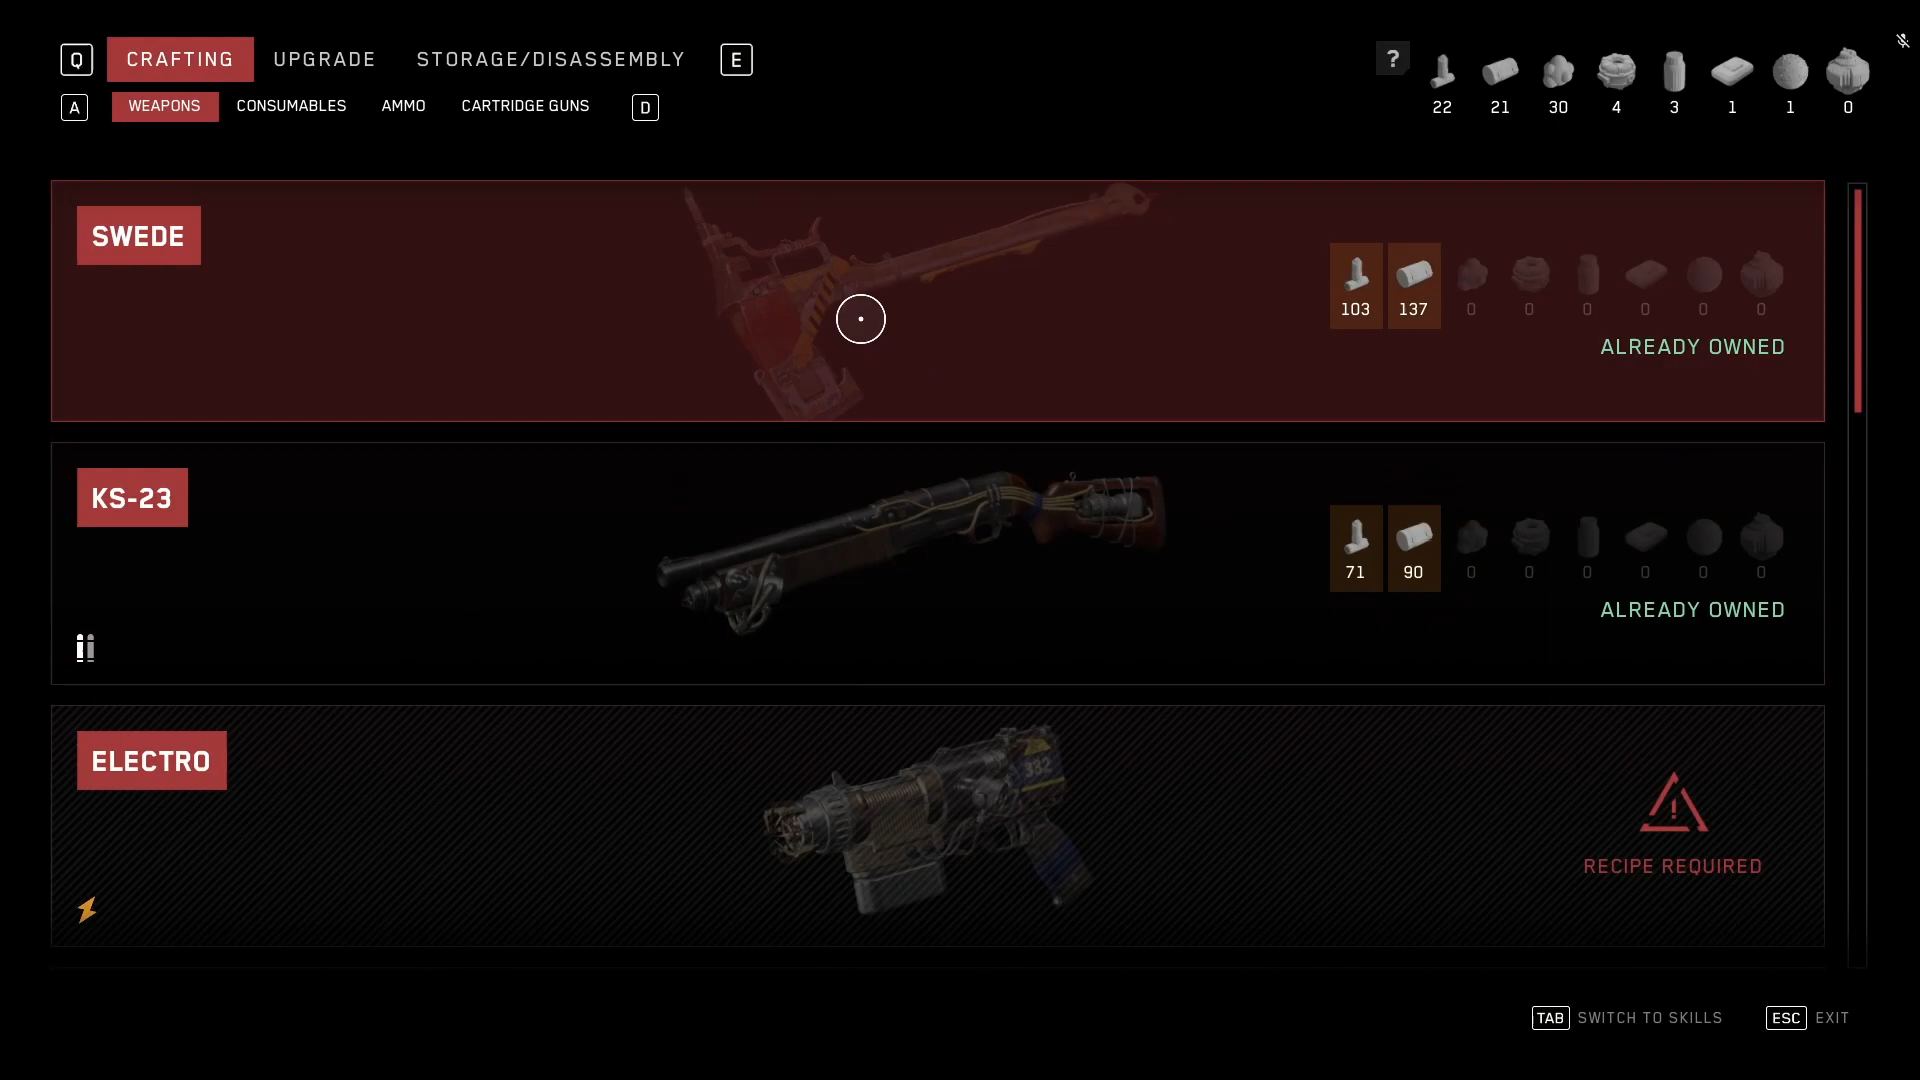 Q CRAFTING UPGRADE STORAGE/DISASSEMBLY E
?
A WEAPONS CONSUMABLES AMMO CARTRIDGE GUNS D
22 21 30 4 3 1 1 0
SWEDE
103 137 0 0 0 0 0 0
ALREADY OWNED
KS-23
71 90 0 0 0 0 0 0
ALREADY OWNED
ELECTRO
332
RECIPE REQUIRED
TAB SWITCH TO SKILLS ESC EXIT